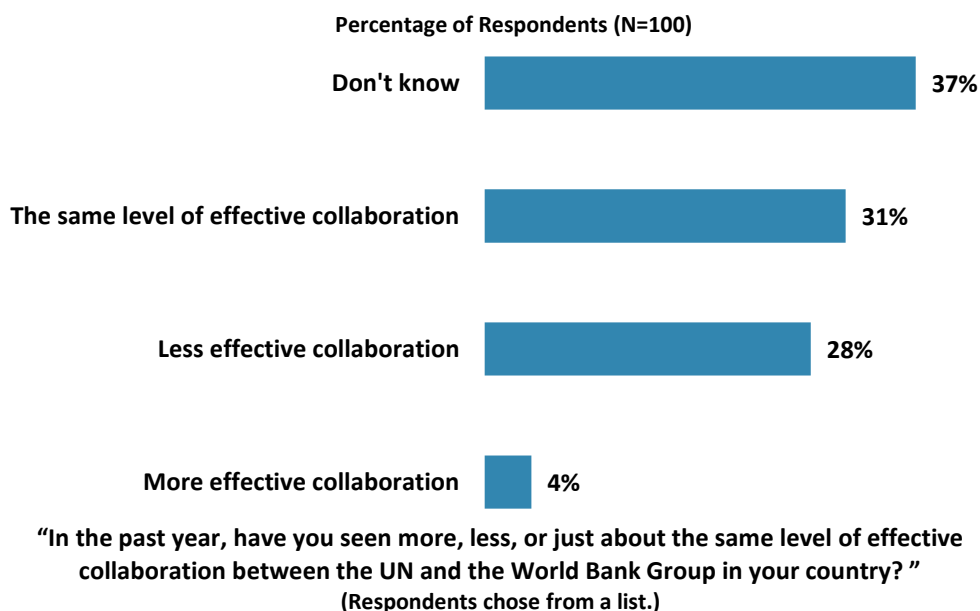 Percentage of Respondents (N=100)
Don't know
37%
The same level of effective collaboration
31%
Less effective collaboration
28%
More effective collaboration
4%
“In the past year, have you seen more, less, or just about the same level of effective
collaboration between the UN and the World Bank Group in your country? ”
(Respondents chose from a list.)